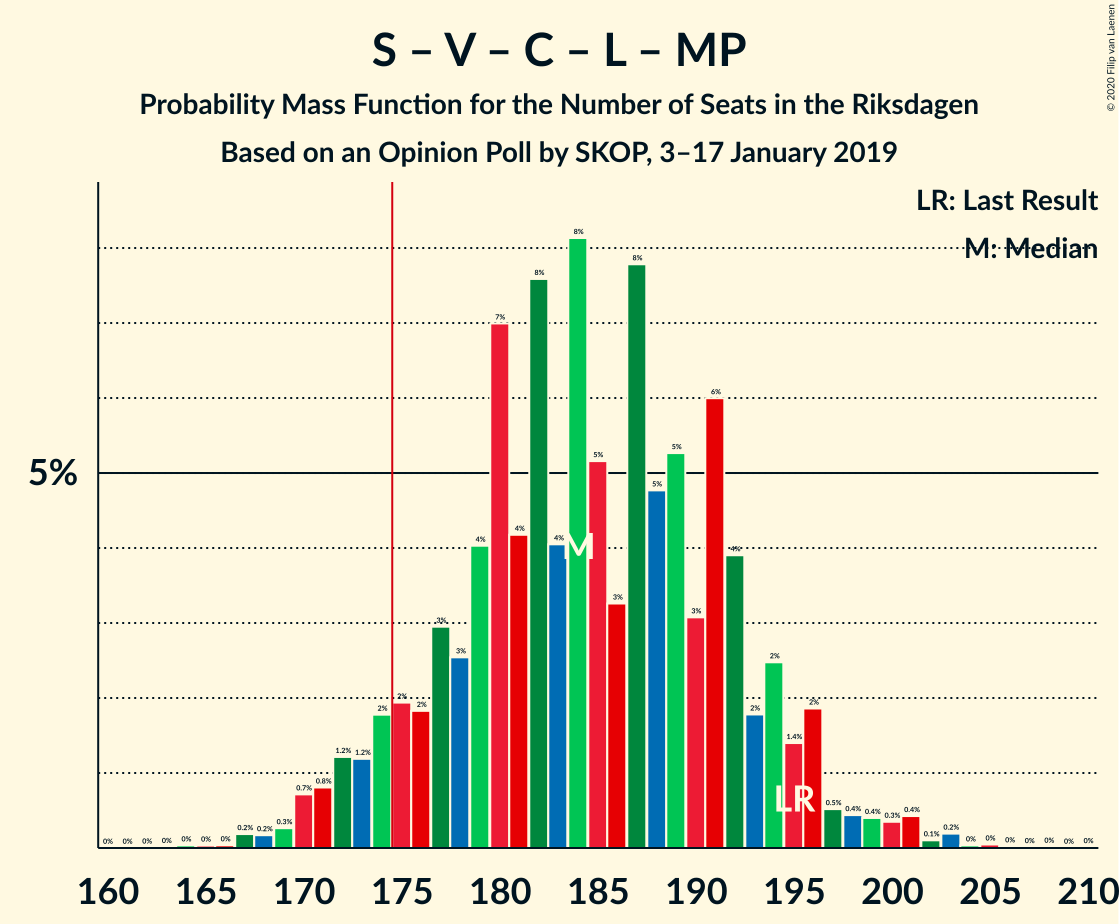 S – V – C – L – MP
Probability Mass Function for the Number of Seats in the Riksdagen
Based on an Opinion Poll by SKOP, 3–17 January 2019
© 2020 Filip van Laenen
LR: Last Result
M: Median
5%
0% 0% 0% 0% 0% 0% 0% 0.2% 0.2% 0.3% 0.7% 0.8% 1.2% 1.2% 2% 2% 2% 3% 3% 4% 7% 4% 8% 4% 8% 5% 3% 8% 5% 5% 3% 6% 4% 2% 2% 1.4% 2% 0.5% 0.4% 0.4% 0.3% 0.4% 0.1% 0.2% 0% 0% 0% 0% 0% 0% 0%
M
LR
160 165 170 175 180 185 190 195 200 205 210